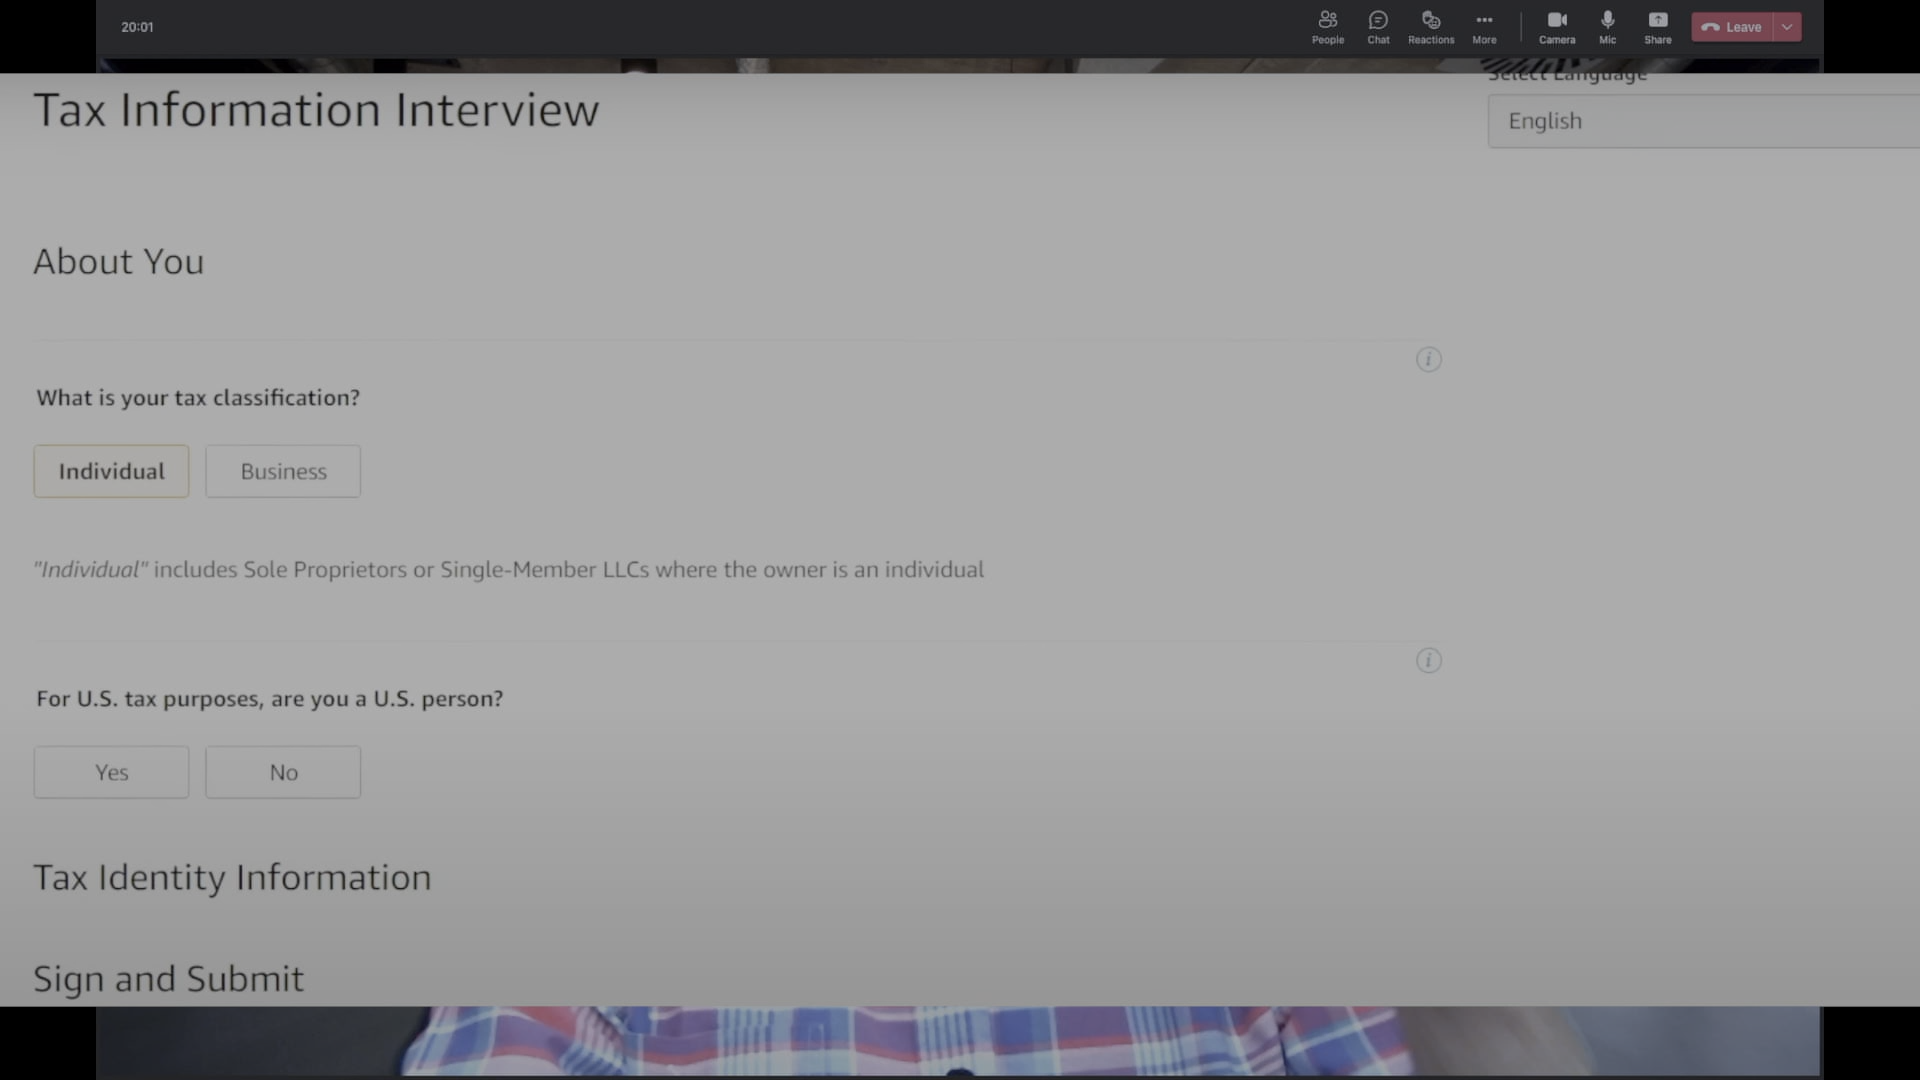 20:01
People
Chat
Reactions
More
Camera
Mic
Share
Leave
Select Language
Tax Information Interview
English
About You
What is your tax classification?
Individual
Business
"Individual" includes Sole Proprietors or Single-Member LLCs where the owner is an individual
For U.S. tax purposes, are you a U.S. person?
Yes
No
Tax Identity Information
Sign and Submit